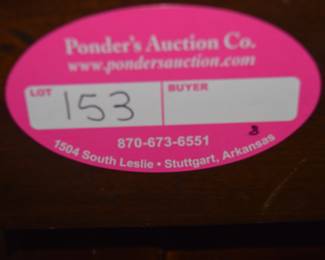 Ponder's Auction Co.
www.pondersauction.com
LOT 153 BUYER
870-673-6551
1504 South Leslie • Stuttgart, Arkansas